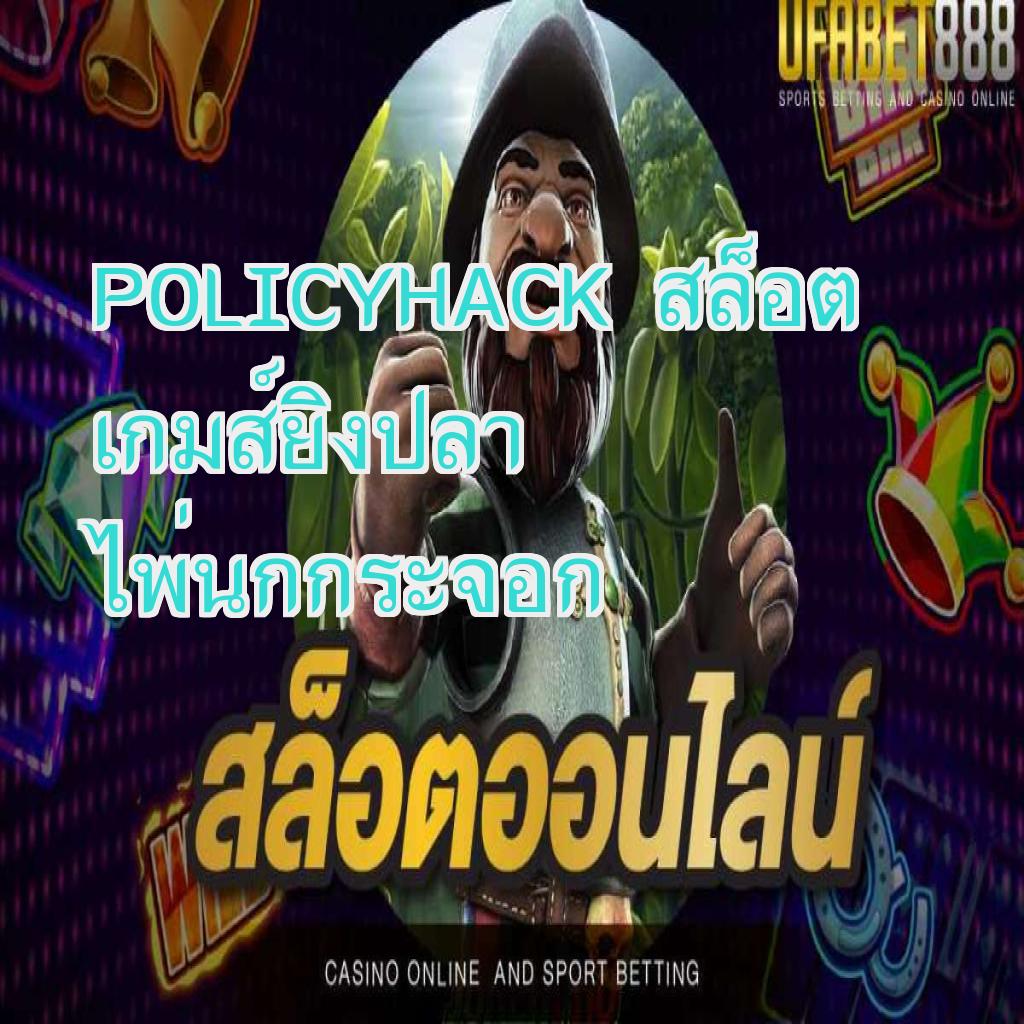 UFABET888
SPORTS BETTING AND CASINO ONLINE
BAR
POLICYHACK สล็อต
เกมส์ยิงปลา
ไพ่นกกระจอก
สล็อตออนไลน์
CASINO ONLINE AND SPORT BETTING